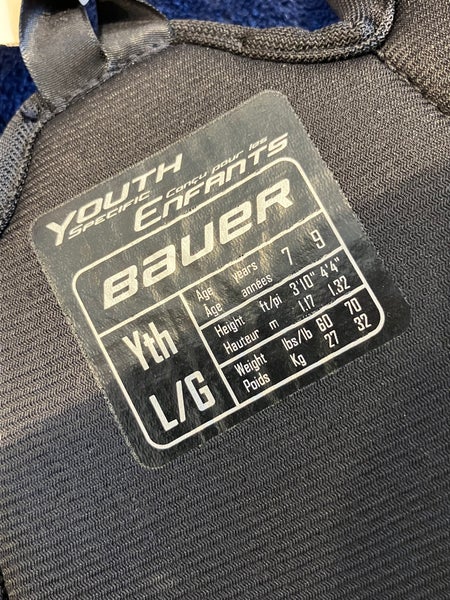 YOUTH Conçu pour les
SPECIFIC ENFANTS
BAUER
Yth
L/G
Age years 7 9
Âge années
Height ft/pi 3'10" 4'4"
Hauteur m 1.17 1.32
Weight lbs/lb 60 70
Poids Kg 27 32